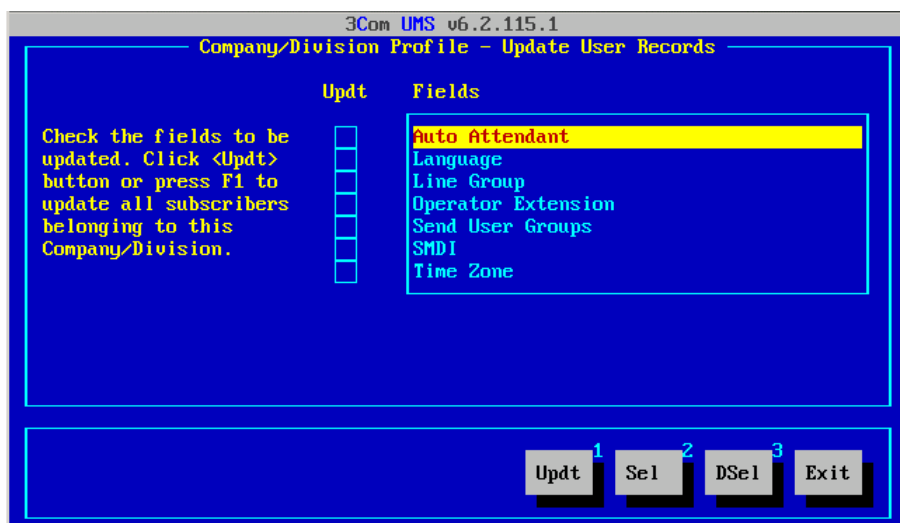 3Com UMS v6.2.115.1
Company/Division Profile - Update User Records
Updt Fields
Check the fields to be
updated. Click <Updt>
button or press F1 to
update all subscribers
belonging to this
Company/Division.
Auto Attendant
Language
Line Group
Operator Extension
Send User Groups
SMDI
Time Zone
1 2 3
Updt Sel DSel Exit